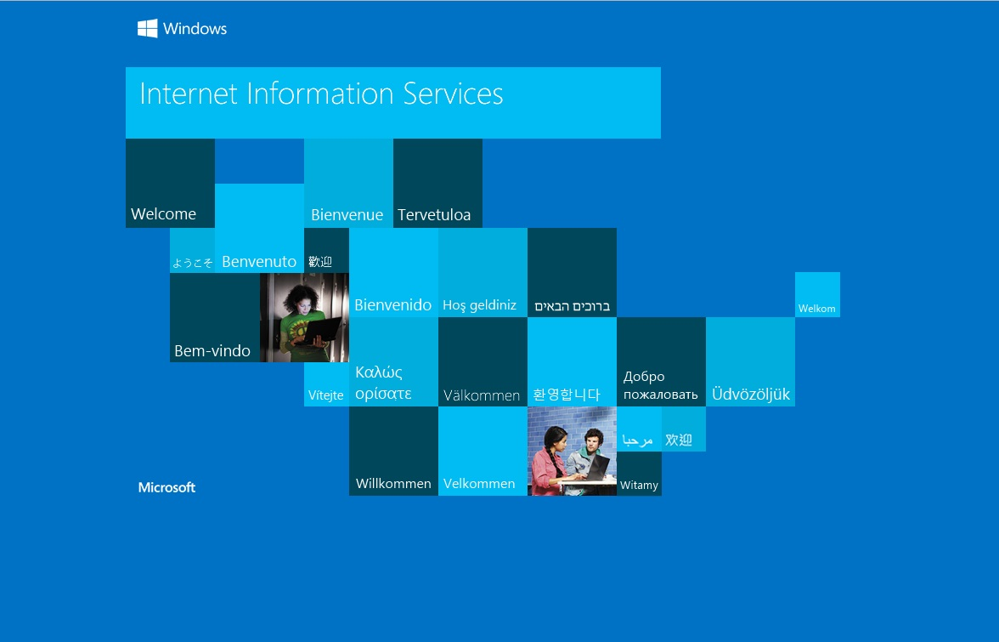 Windows
Internet Information Services
Welcome
Bienvenue
Tervetuloa
ようこそ
Benvenuto
歡迎
Bienvenido
Hoş geldiniz
ברוכים הבאים
Welkom
Bem-vindo
Vítejte
Καλώς
ορίσατε
Välkommen
환영합니다
Добро
пожаловать
Üdvözöljük
Willkommen
Velkommen
مرحبا
欢迎
Witamy
Microsoft